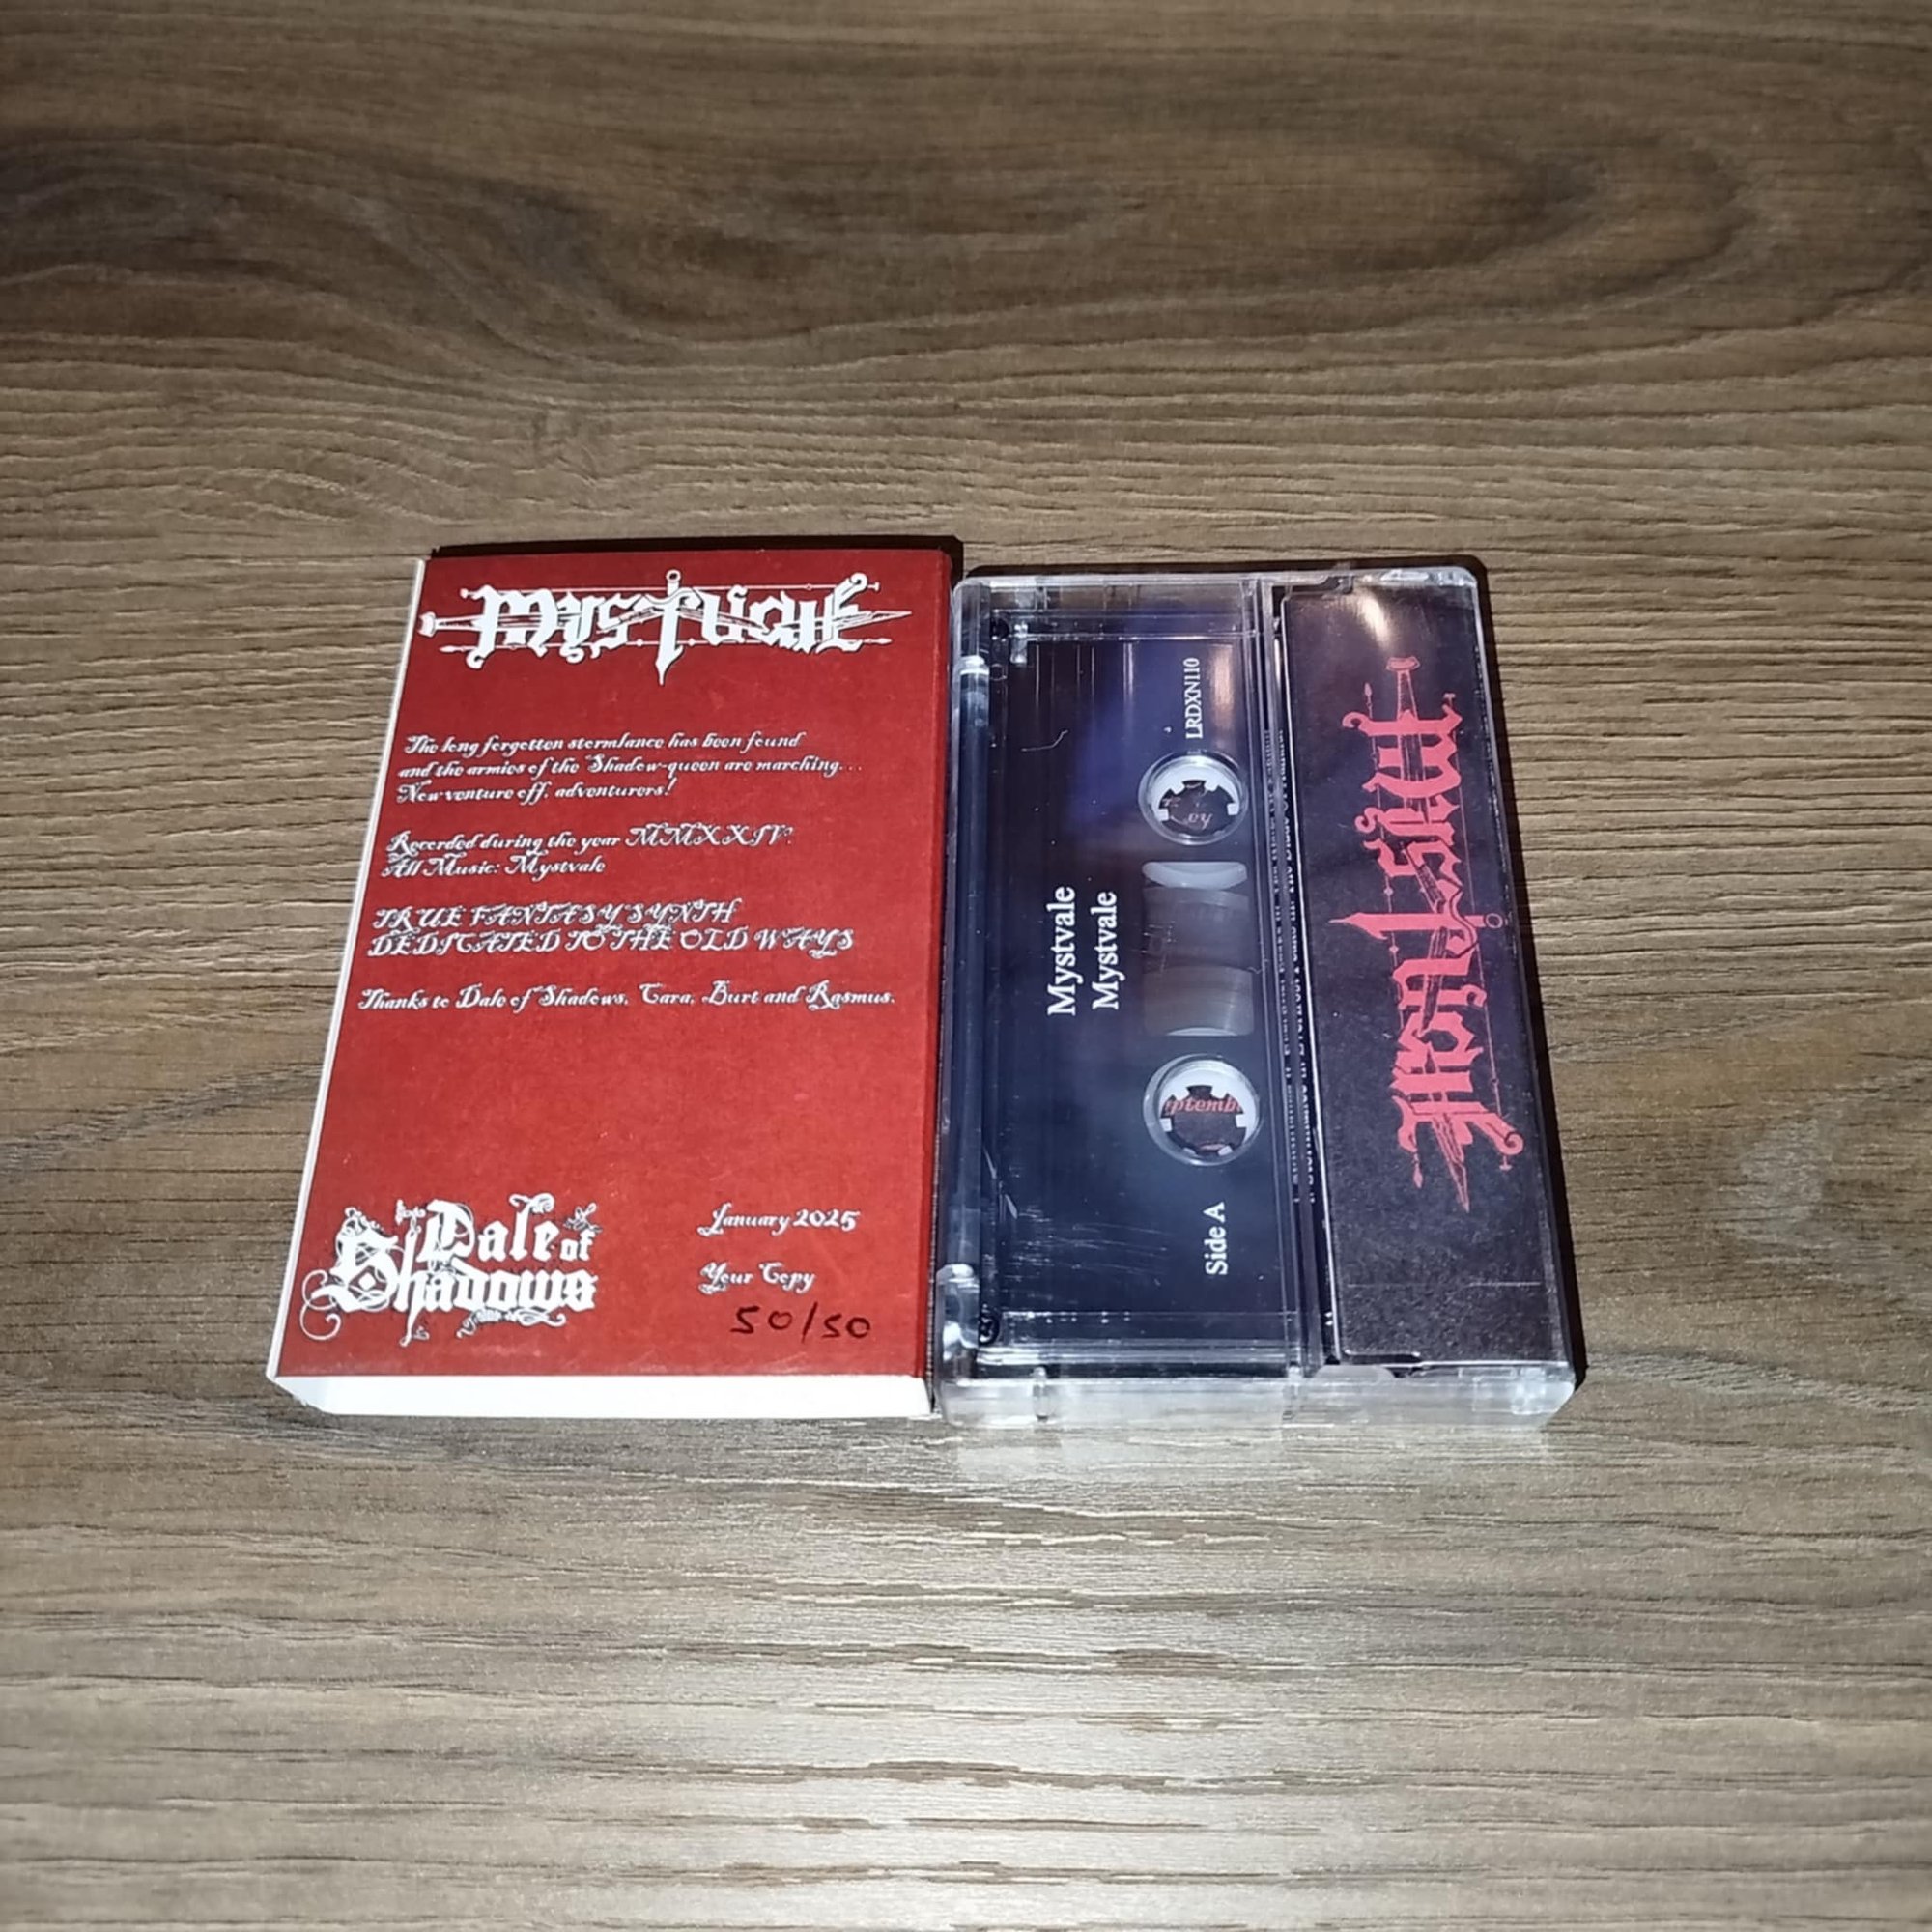 Mystvale
The long forgotten stormlance has been found
and the armies of the Shadow-queen are marching...
Now venture off, adventurers!
Recorded during the year MMXXIV.
All Music: Mystvale
TRUE FANTASY SYNTH
DEDICATED TO THE OLD WAYS
Thanks to Dale of Shadows, Cara, Burt and Rasmus.
Dale of
Shadows
January 2025
Your Copy
50/50
Mystvale
Mystvale
LRDXN110
Side A
ptemb
Mystvale